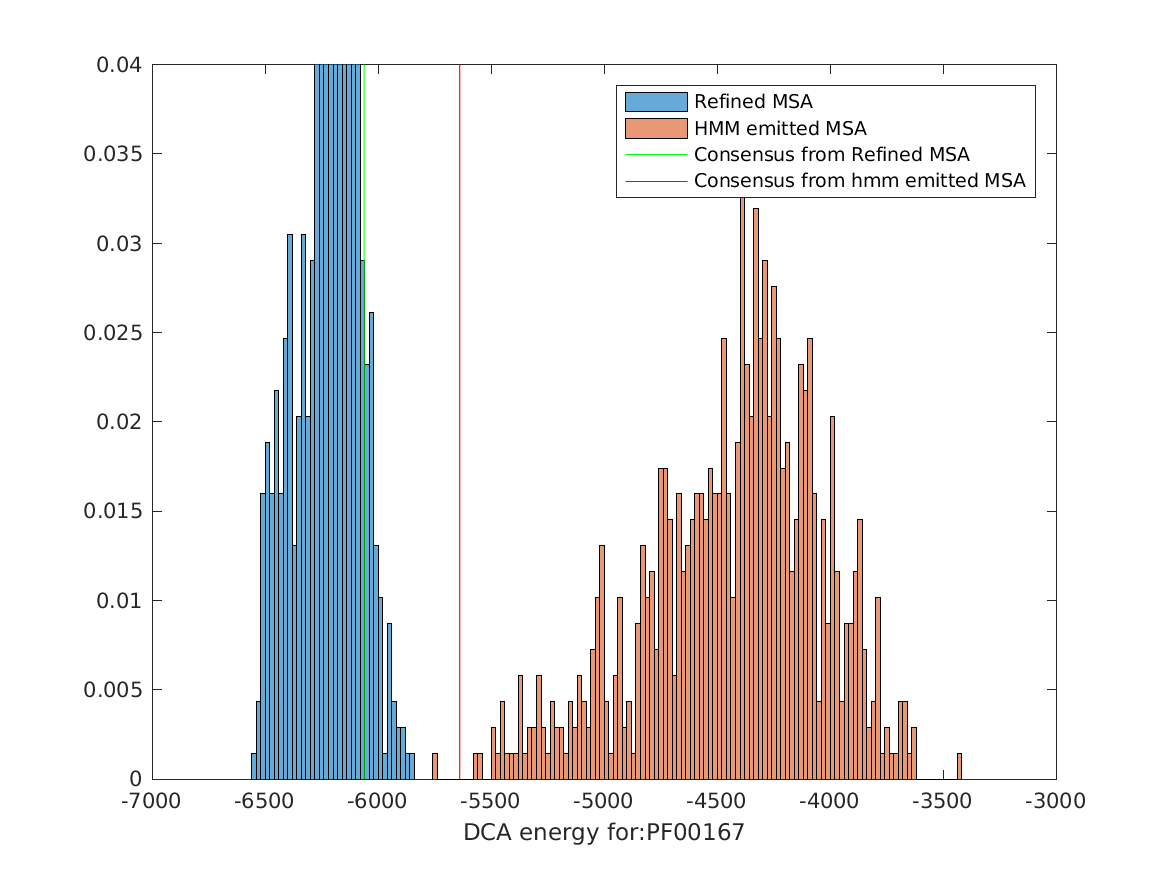 0.04
0.035
0.03
0.025
0.02
0.015
0.01
0.005
0
Refined MSA
HMM emitted MSA
Consensus from Refined MSA
Consensus from hmm emitted MSA
-7000 -6500 -6000 -5500 -5000 -4500 -4000 -3500 -3000
DCA energy for:PF00167